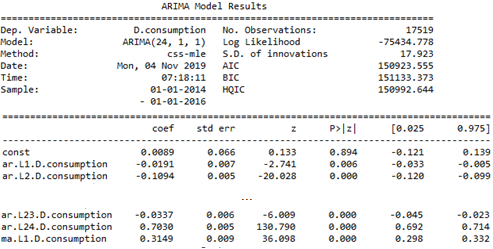 ARIMA Model Results
==============================================================================
Dep. Variable: D.consumption No. Observations: 17519
Model: ARIMA(24, 1, 1) Log Likelihood -75434.778
Method: css-mle S.D. of innovations 17.923
Date: Mon, 04 Nov 2019 AIC 150923.555
Time: 07:18:11 BIC 151133.373
Sample: 01-01-2014 HQIC 150992.644
- 01-01-2016
==============================================================================
coef std err z P>|z| [0.025 0.975]
------------------------------------------------------------------------------
const 0.0089 0.066 0.133 0.894 -0.121 0.139
ar.L1.D.consumption -0.0191 0.007 -2.741 0.006 -0.033 -0.005
ar.L2.D.consumption -0.1094 0.005 -20.028 0.000 -0.120 -0.099
...
ar.L23.D.consumption -0.0337 0.006 -6.009 0.000 -0.045 -0.023
ar.L24.D.consumption 0.7030 0.005 130.790 0.000 0.692 0.714
ma.L1.D.consumption 0.3149 0.009 36.098 0.000 0.298 0.332